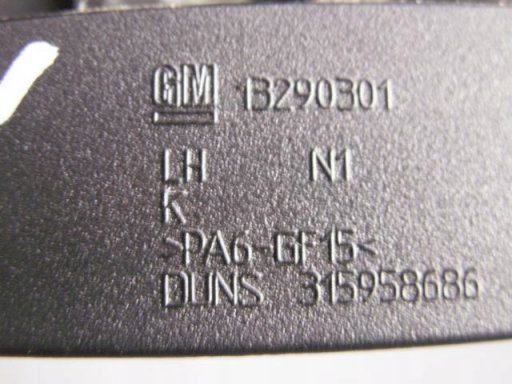 GM 13290301
LH N1
K
>PA6-GF15<
DUNS 315958686